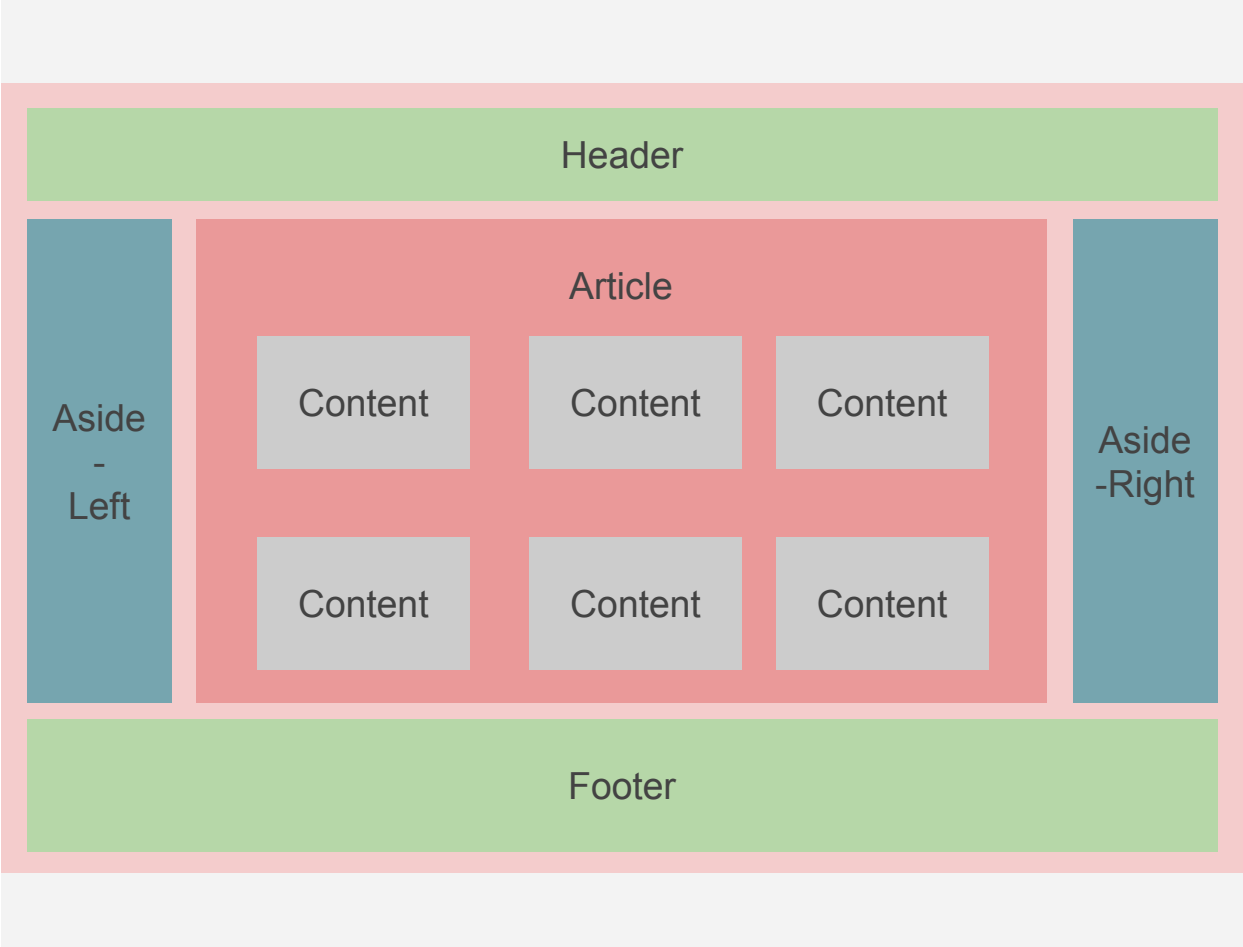 Header
Article
Aside
-
Left
Content
Content
Content
Aside
-Right
Content
Content
Content
Footer